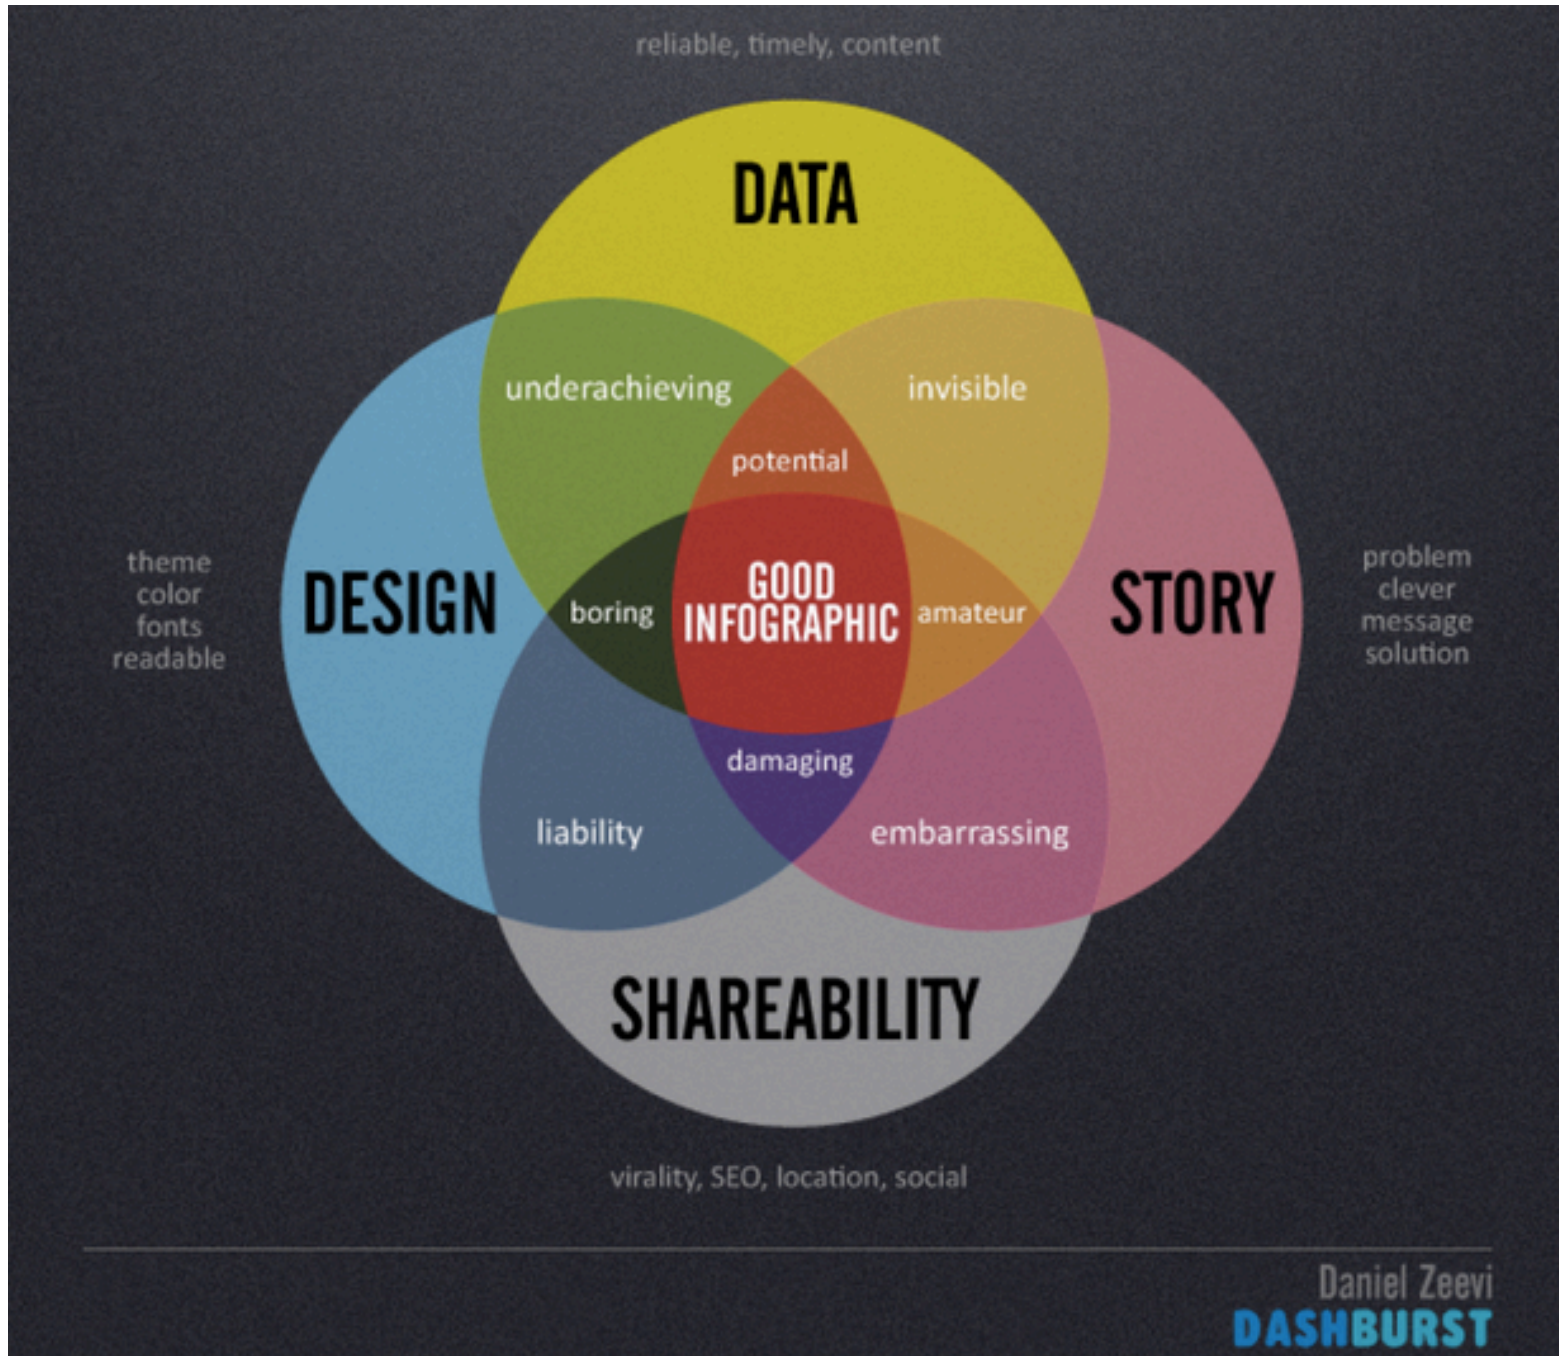 reliable, timely, content
DATA
underachieving
invisible
potential
theme
color
fonts
readable
DESIGN
boring
GOOD
INFOGRAPHIC
amateur
STORY
problem
clever
message
solution
damaging
liability
embarrassing
SHAREABILITY
virality, SEO, location, social
Daniel Zeevi
DASHBURST